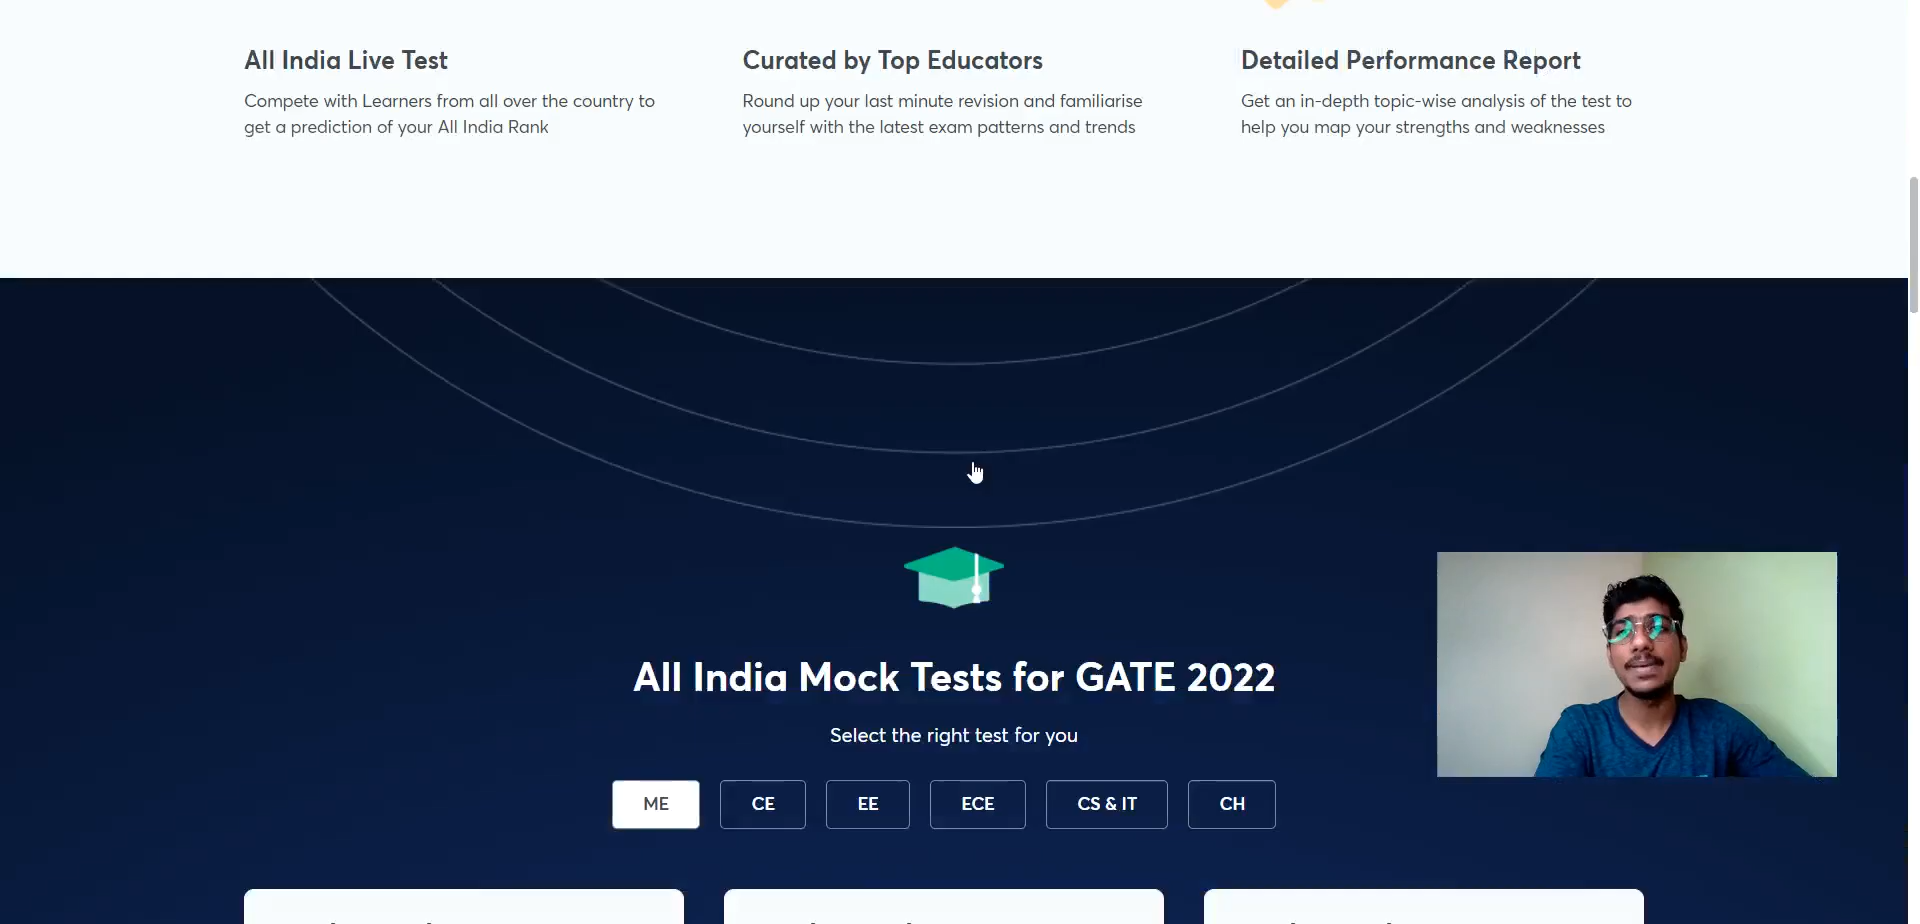 All India Live Test
Compete with Learners from all over the country to
get a prediction of your All India Rank
Curated by Top Educators
Round up your last minute revision and familiarise
yourself with the latest exam patterns and trends
Detailed Performance Report
Get an in-depth topic-wise analysis of the test to
help you map your strengths and weaknesses
All India Mock Tests for GATE 2022
Select the right test for you
ME
CE
EE
ECE
CS & IT
CH